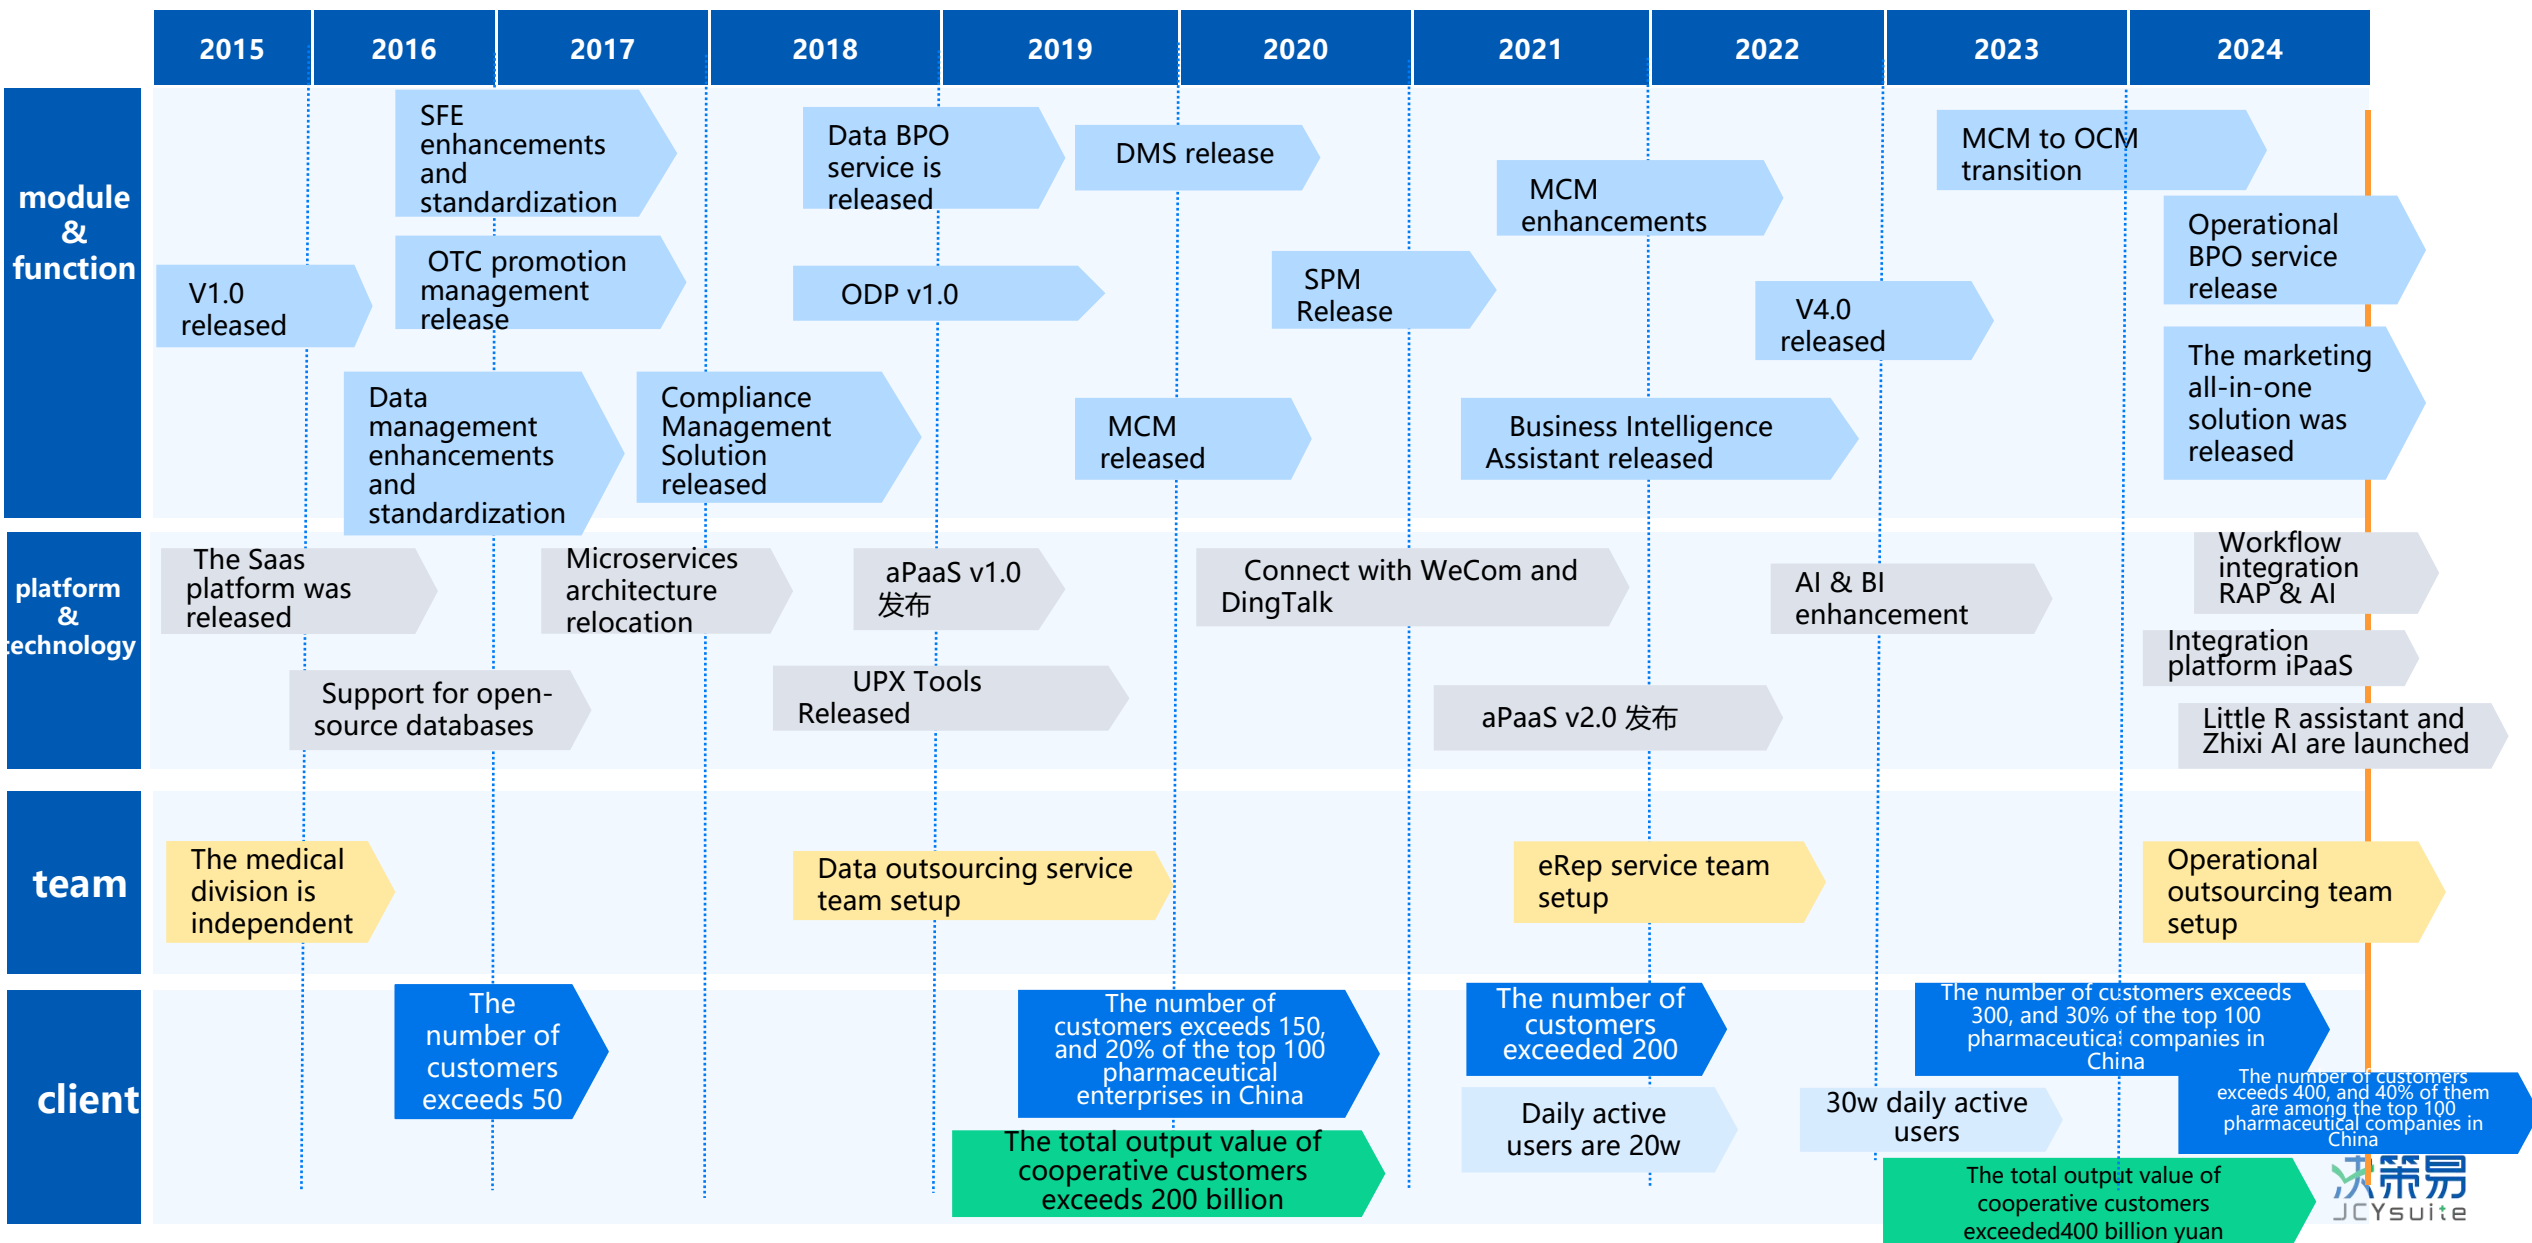 2015
2016
2017
2018
2019
2020
2021
2022
2023
2024
module
&
function
SFE
enhancements
and
standardization
Data BPO
service is
released
DMS release
MCM
enhancements
MCM to OCM
transition
Operational
BPO service
release
V1.0
released
OTC promotion
management
release
ODP v1.0
SPM
Release
V4.0
released
The marketing
all-in-one
solution was
released
Data
management
enhancements
and
standardization
Compliance
Management
Solution
released
MCM
released
Business Intelligence
Assistant released
platform
&
technology
The Saas
platform was
released
Microservices
architecture
relocation
aPaaS v1.0
发布
Connect with WeCom and
DingTalk
AI & BI
enhancement
Workflow
integration
RAP & AI
Integration
platform iPaaS
Support for open-
source databases
UPX Tools
Released
aPaaS v2.0 发布
Little R assistant and
Zhixi AI are launched
team
The medical
division is
independent
Data outsourcing service
team setup
eRep service team
setup
Operational
outsourcing team
setup
client
The
number of
customers
exceeds 50
The number of
customers exceeds 150,
and 20% of the top 100
pharmaceutical
enterprises in China
The number of
customers
exceeded 200
The number of customers exceeds
300, and 30% of the top 100
pharmaceutical companies in
China
The number of customers
exceeds 400, and 40% of them
are among the top 100
pharmaceutical companies in
China
The total output value of
cooperative customers
exceeds 200 billion
Daily active
users are 20w
30w daily active
users
The total output value of
cooperative customers
exceeded400 billion yuan
决策易
JCYsuite